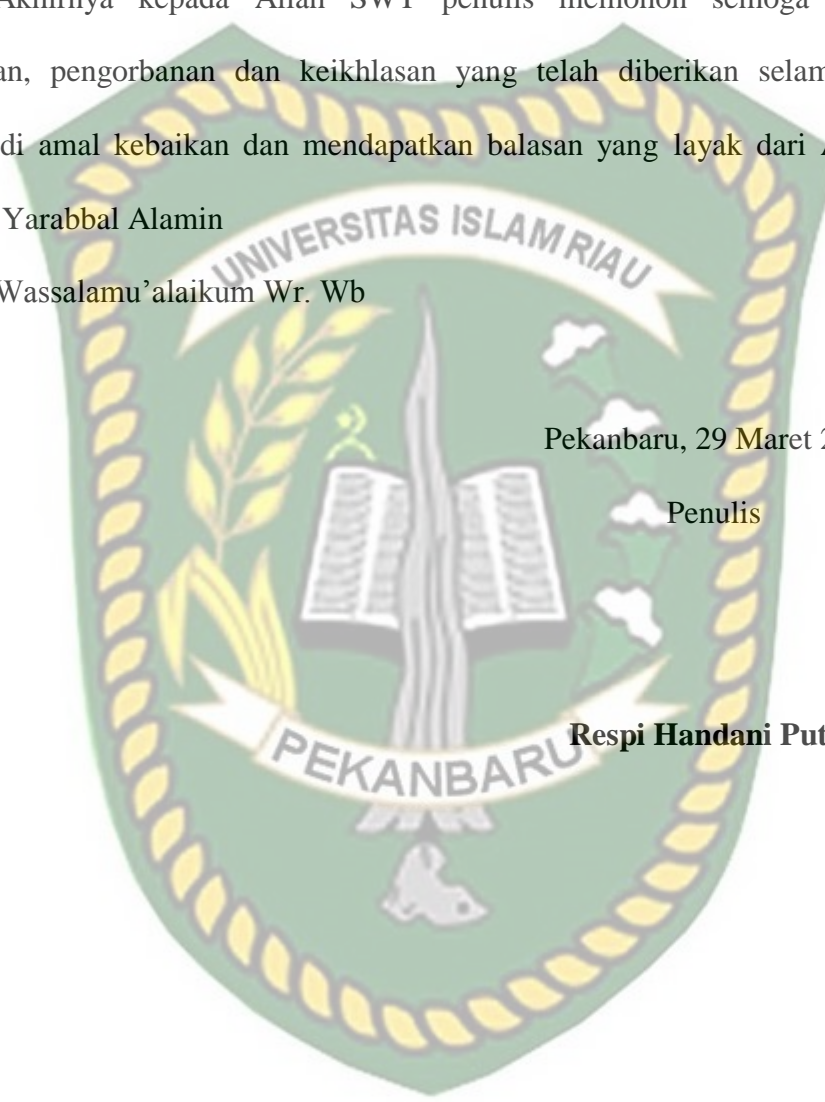 Akhirnya kepada Allah SWT penulis memohon semoga
an, pengorbanan dan keikhlasan yang telah diberikan selam
di amal kebaikan dan mendapatkan balasan yang layak dari A
Yarabbal Alamin
Wassalamu’alaikum Wr. Wb
UNIVERSITAS ISLAM RIAU
Pekanbaru, 29 Maret 2
Penulis
Respi Handani Put
PEKANBARU